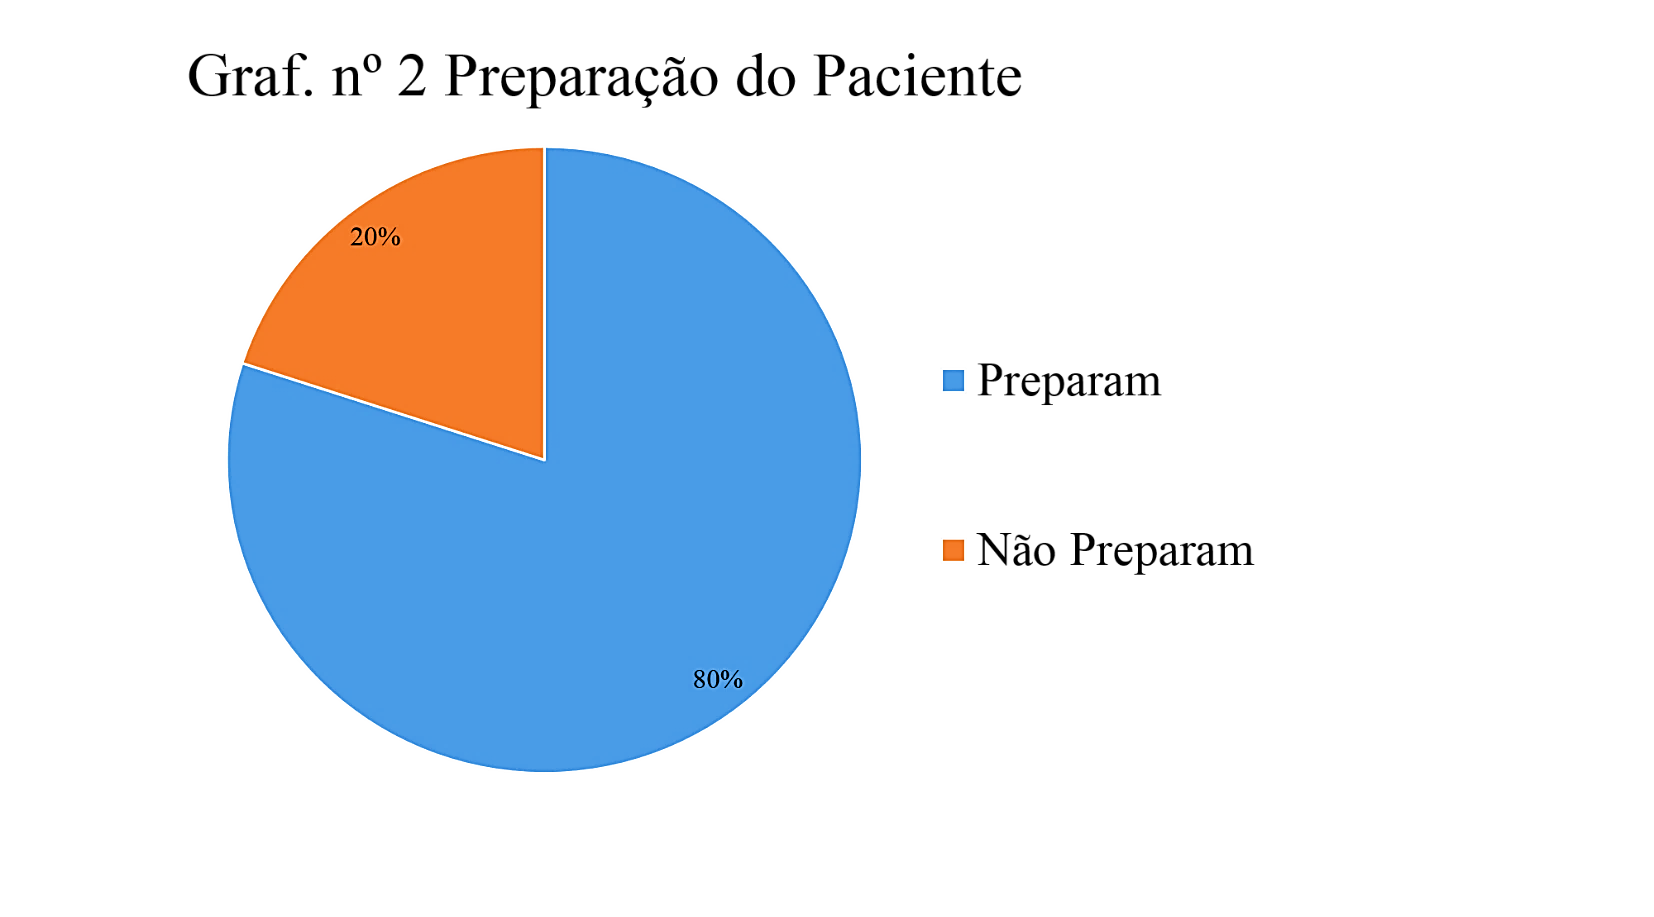 Graf. nº 2 Preparação do Paciente
20%
Preparam
Não Preparam
80%